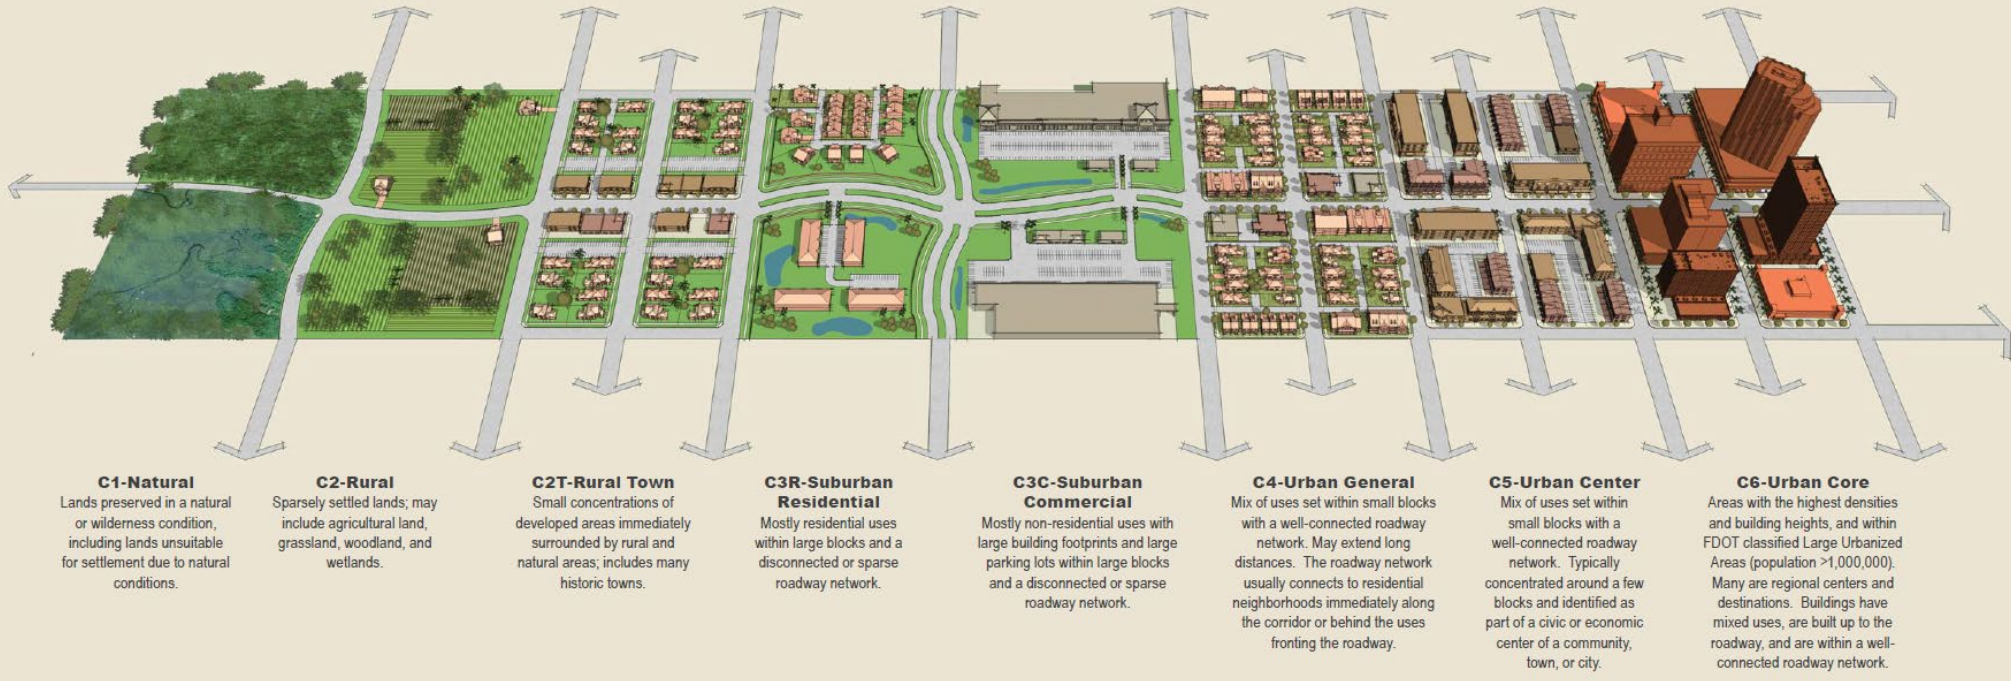 C1-Natural
Lands preserved in a natural
or wilderness condition,
including lands unsuitable
for settlement due to natural
conditions.
C2-Rural
Sparsely settled lands; may
include agricultural land,
grassland, woodland, and
wetlands.
C2T-Rural Town
Small concentrations of
developed areas immediately
surrounded by rural and
natural areas; includes many
historic towns.
C3R-Suburban
Residential
Mostly residential uses
within large blocks and a
disconnected or sparse
roadway network.
C3C-Suburban
Commercial
Mostly non-residential uses with
large building footprints and large
parking lots within large blocks
and a disconnected or sparse
roadway network.
C4-Urban General
Mix of uses set within small blocks
with a well-connected roadway
network. May extend long
distances. The roadway network
usually connects to residential
neighborhoods immediately along
the corridor or behind the uses
fronting the roadway.
C5-Urban Center
Mix of uses set within
small blocks with a
well-connected roadway
network. Typically
concentrated around a few
blocks and identified as
part of a civic or economic
center of a community,
town, or city.
C6-Urban Core
Areas with the highest densities
and building heights, and within
FDOT classified Large Urbanized
Areas (population >1,000,000).
Many are regional centers and
destinations. Buildings have
mixed uses, are built up to the
roadway, and are within a well-
connected roadway network.